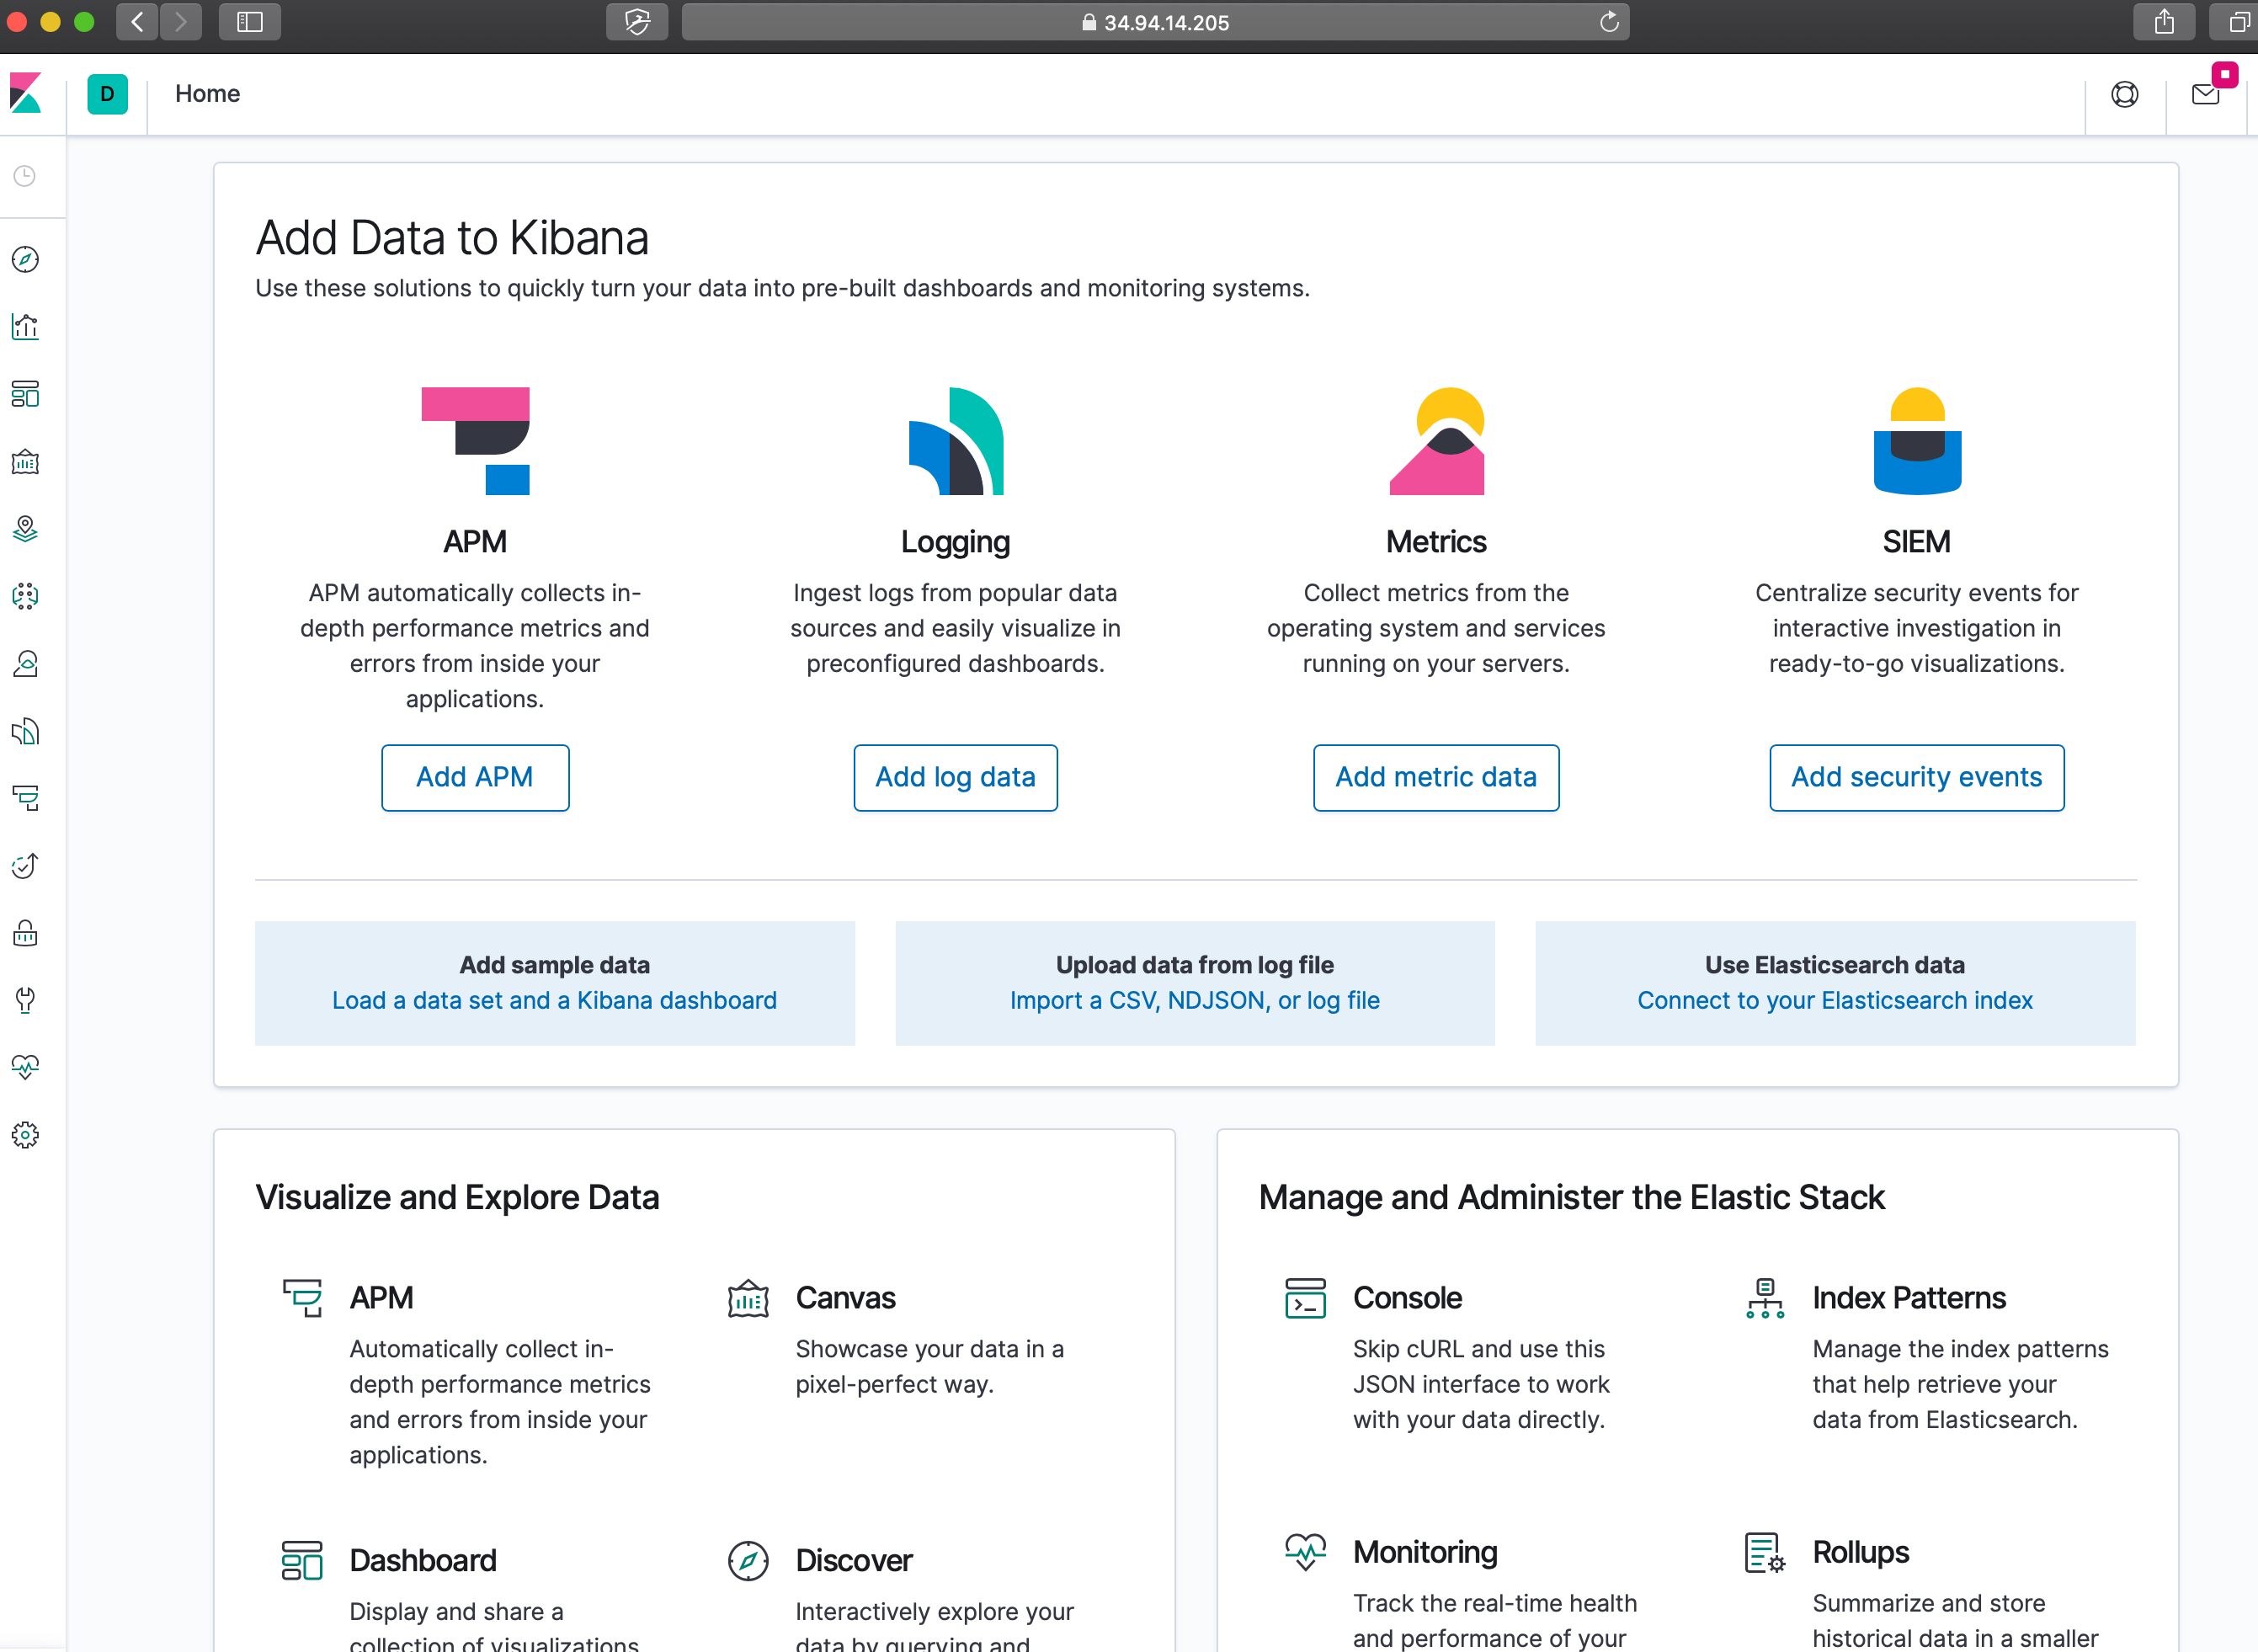 34.94.14.205
D
Home
Add Data to Kibana
Use these solutions to quickly turn your data into pre-built dashboards and monitoring systems.
APM
APM automatically collects in-
depth performance metrics and
errors from inside your
applications.
Add APM
Logging
Ingest logs from popular data
sources and easily visualize in
preconfigured dashboards.
Add log data
Metrics
Collect metrics from the
operating system and services
running on your servers.
Add metric data
SIEM
Centralize security events for
interactive investigation in
ready-to-go visualizations.
Add security events
Add sample data
Load a data set and a Kibana dashboard
Upload data from log file
Import a CSV, NDJSON, or log file
Use Elasticsearch data
Connect to your Elasticsearch index
Visualize and Explore Data
APM
Automatically collect in-
depth performance metrics
and errors from inside your
applications.
Canvas
Showcase your data in a
pixel-perfect way.
Dashboard
Display and share a
collection of visualizations
Discover
Interactively explore your
data by querying and
Manage and Administer the Elastic Stack
Console
Skip cURL and use this
JSON interface to work
with your data directly.
Index Patterns
Manage the index patterns
that help retrieve your
data from Elasticsearch.
Monitoring
Track the real-time health
and performance of your
Rollups
Summarize and store
historical data in a smaller